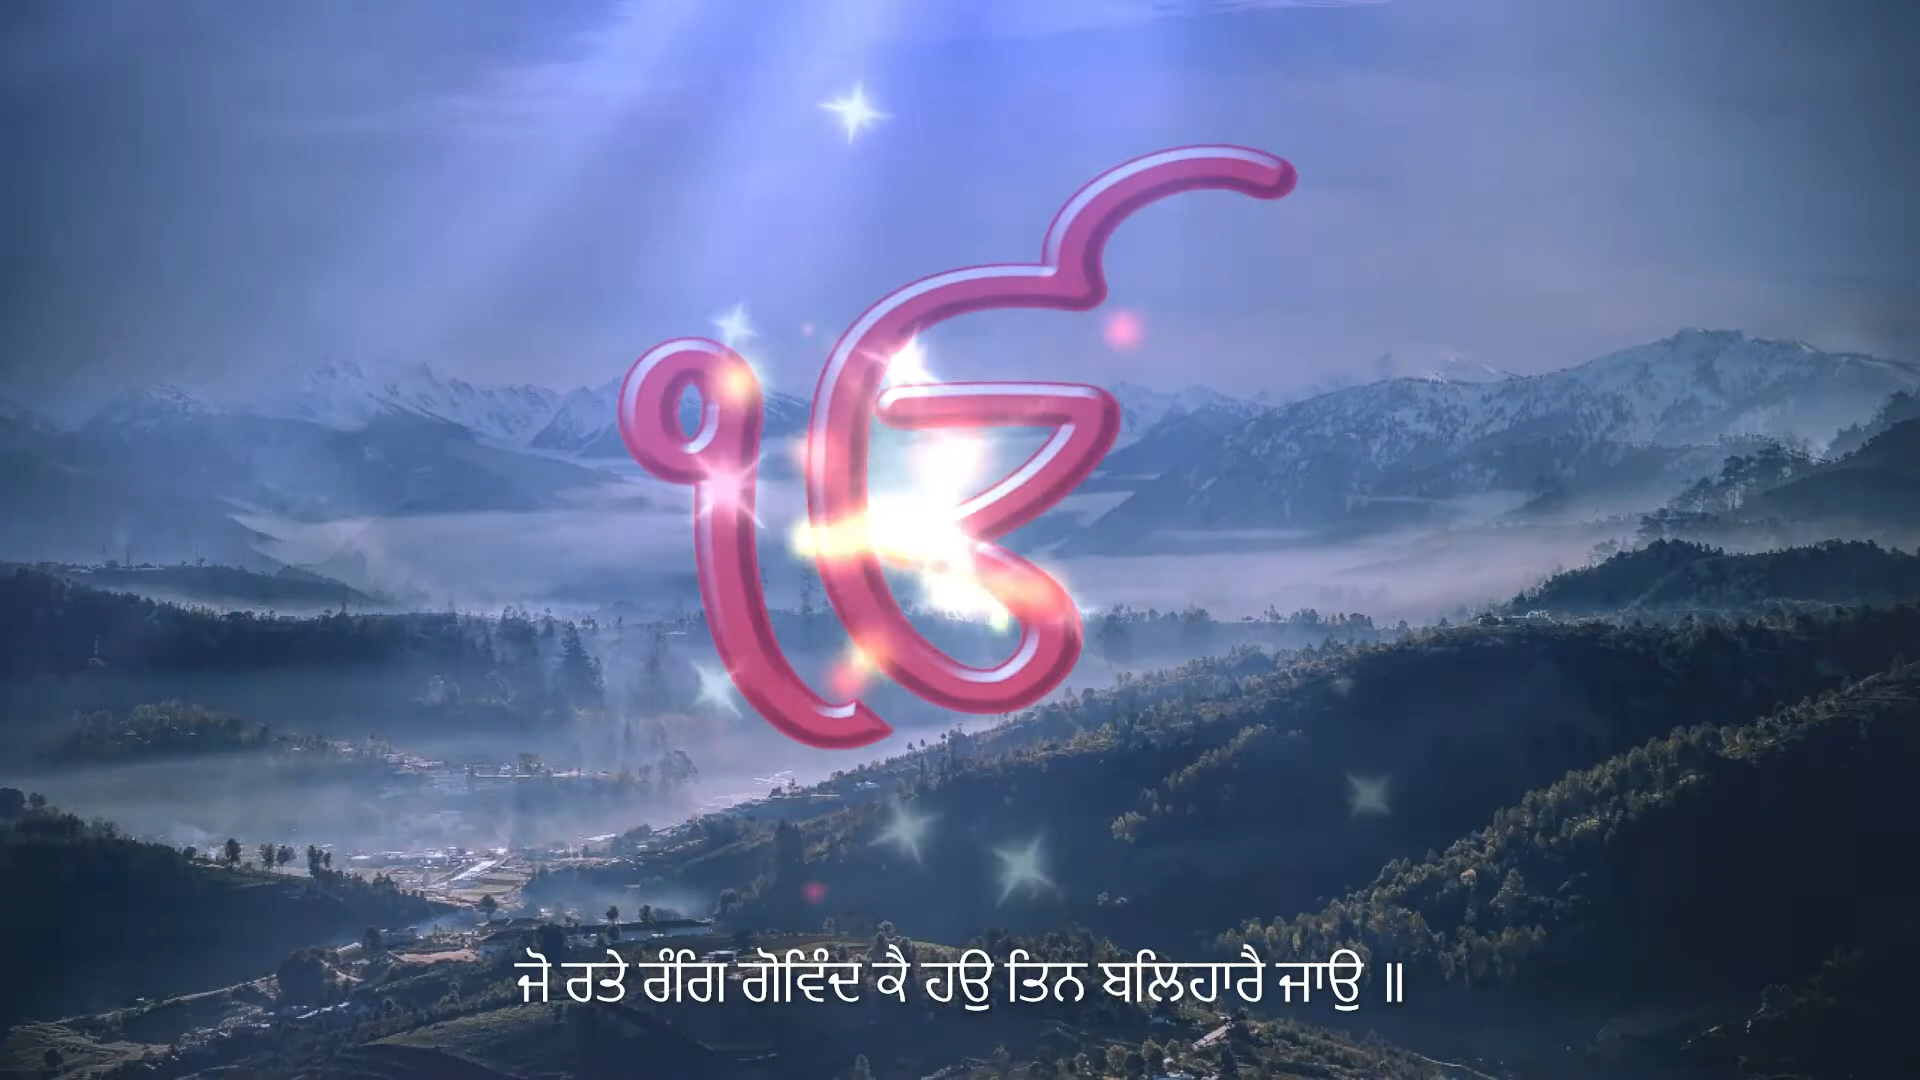 ੴ
ਜੋ ਰਤੇ ਰੰਗਿ ਗੋਵਿੰਦ ਕੈ ਹਉ ਤਿਨ ਬਲਿਹਾਰੈ ਜਾਉ ॥